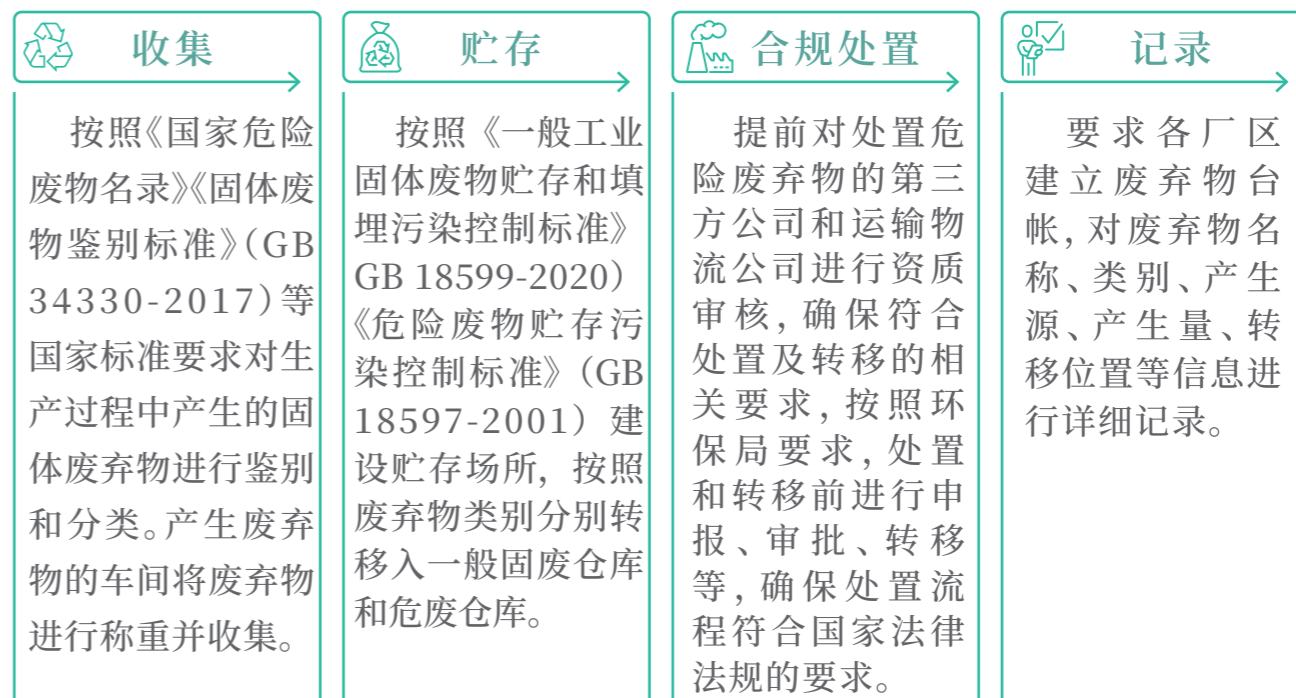 收集
按照《国家危险
废物名录》《固体废
物鉴别标准》（GB
34330-2017）等
国家标准要求对生
产过程中产生的固
体废弃物进行鉴别
和分类。产生废弃
物的车间将废弃物
进行称重并收集。
贮存
按照《一般工业
固体废物贮存和填
埋污染控制标准》
GB 18599-2020）
《危险废物贮存污
染控制标准》（GB
18597-2001）建
设贮存场所，按照
废弃物类别分别转
移入一般固废仓库
和危废仓库。
合规处置
提前对处置危
险废弃物的第三
方公司和运输物
流公司进行资质
审核，确保符合
处置及转移的相
关要求，按照环
保局要求，处置
和转移前进行申
报、审批、转移
等，确保处置流
程符合国家法律
法规的要求。
记录
要求各厂区
建立废弃物台
帐，对废弃物名
称、类别、产生
源、产生量、转
移位置等信息进
行详细记录。